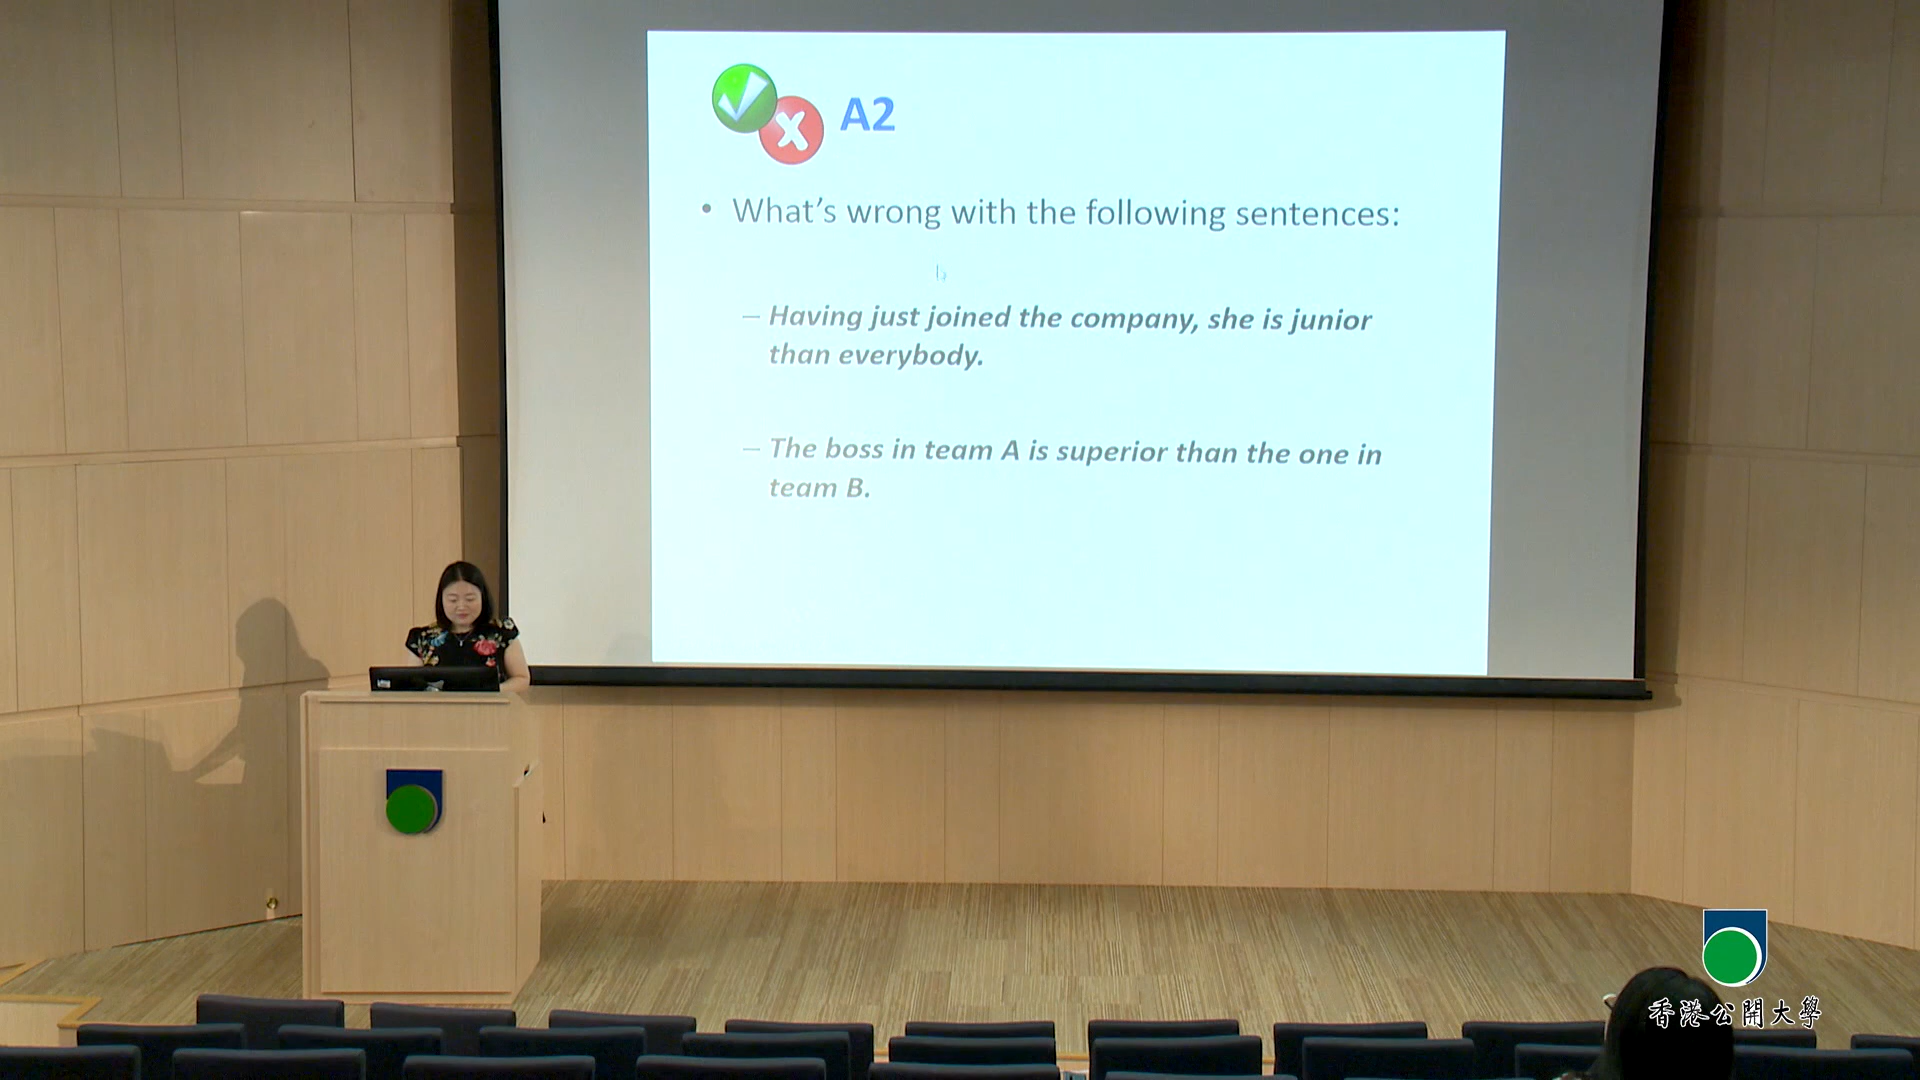 A2
• What's wrong with the following sentences:
– Having just joined the company, she is junior
than everybody.
– The boss in team A is superior than the one in
team B.
香港公開大學